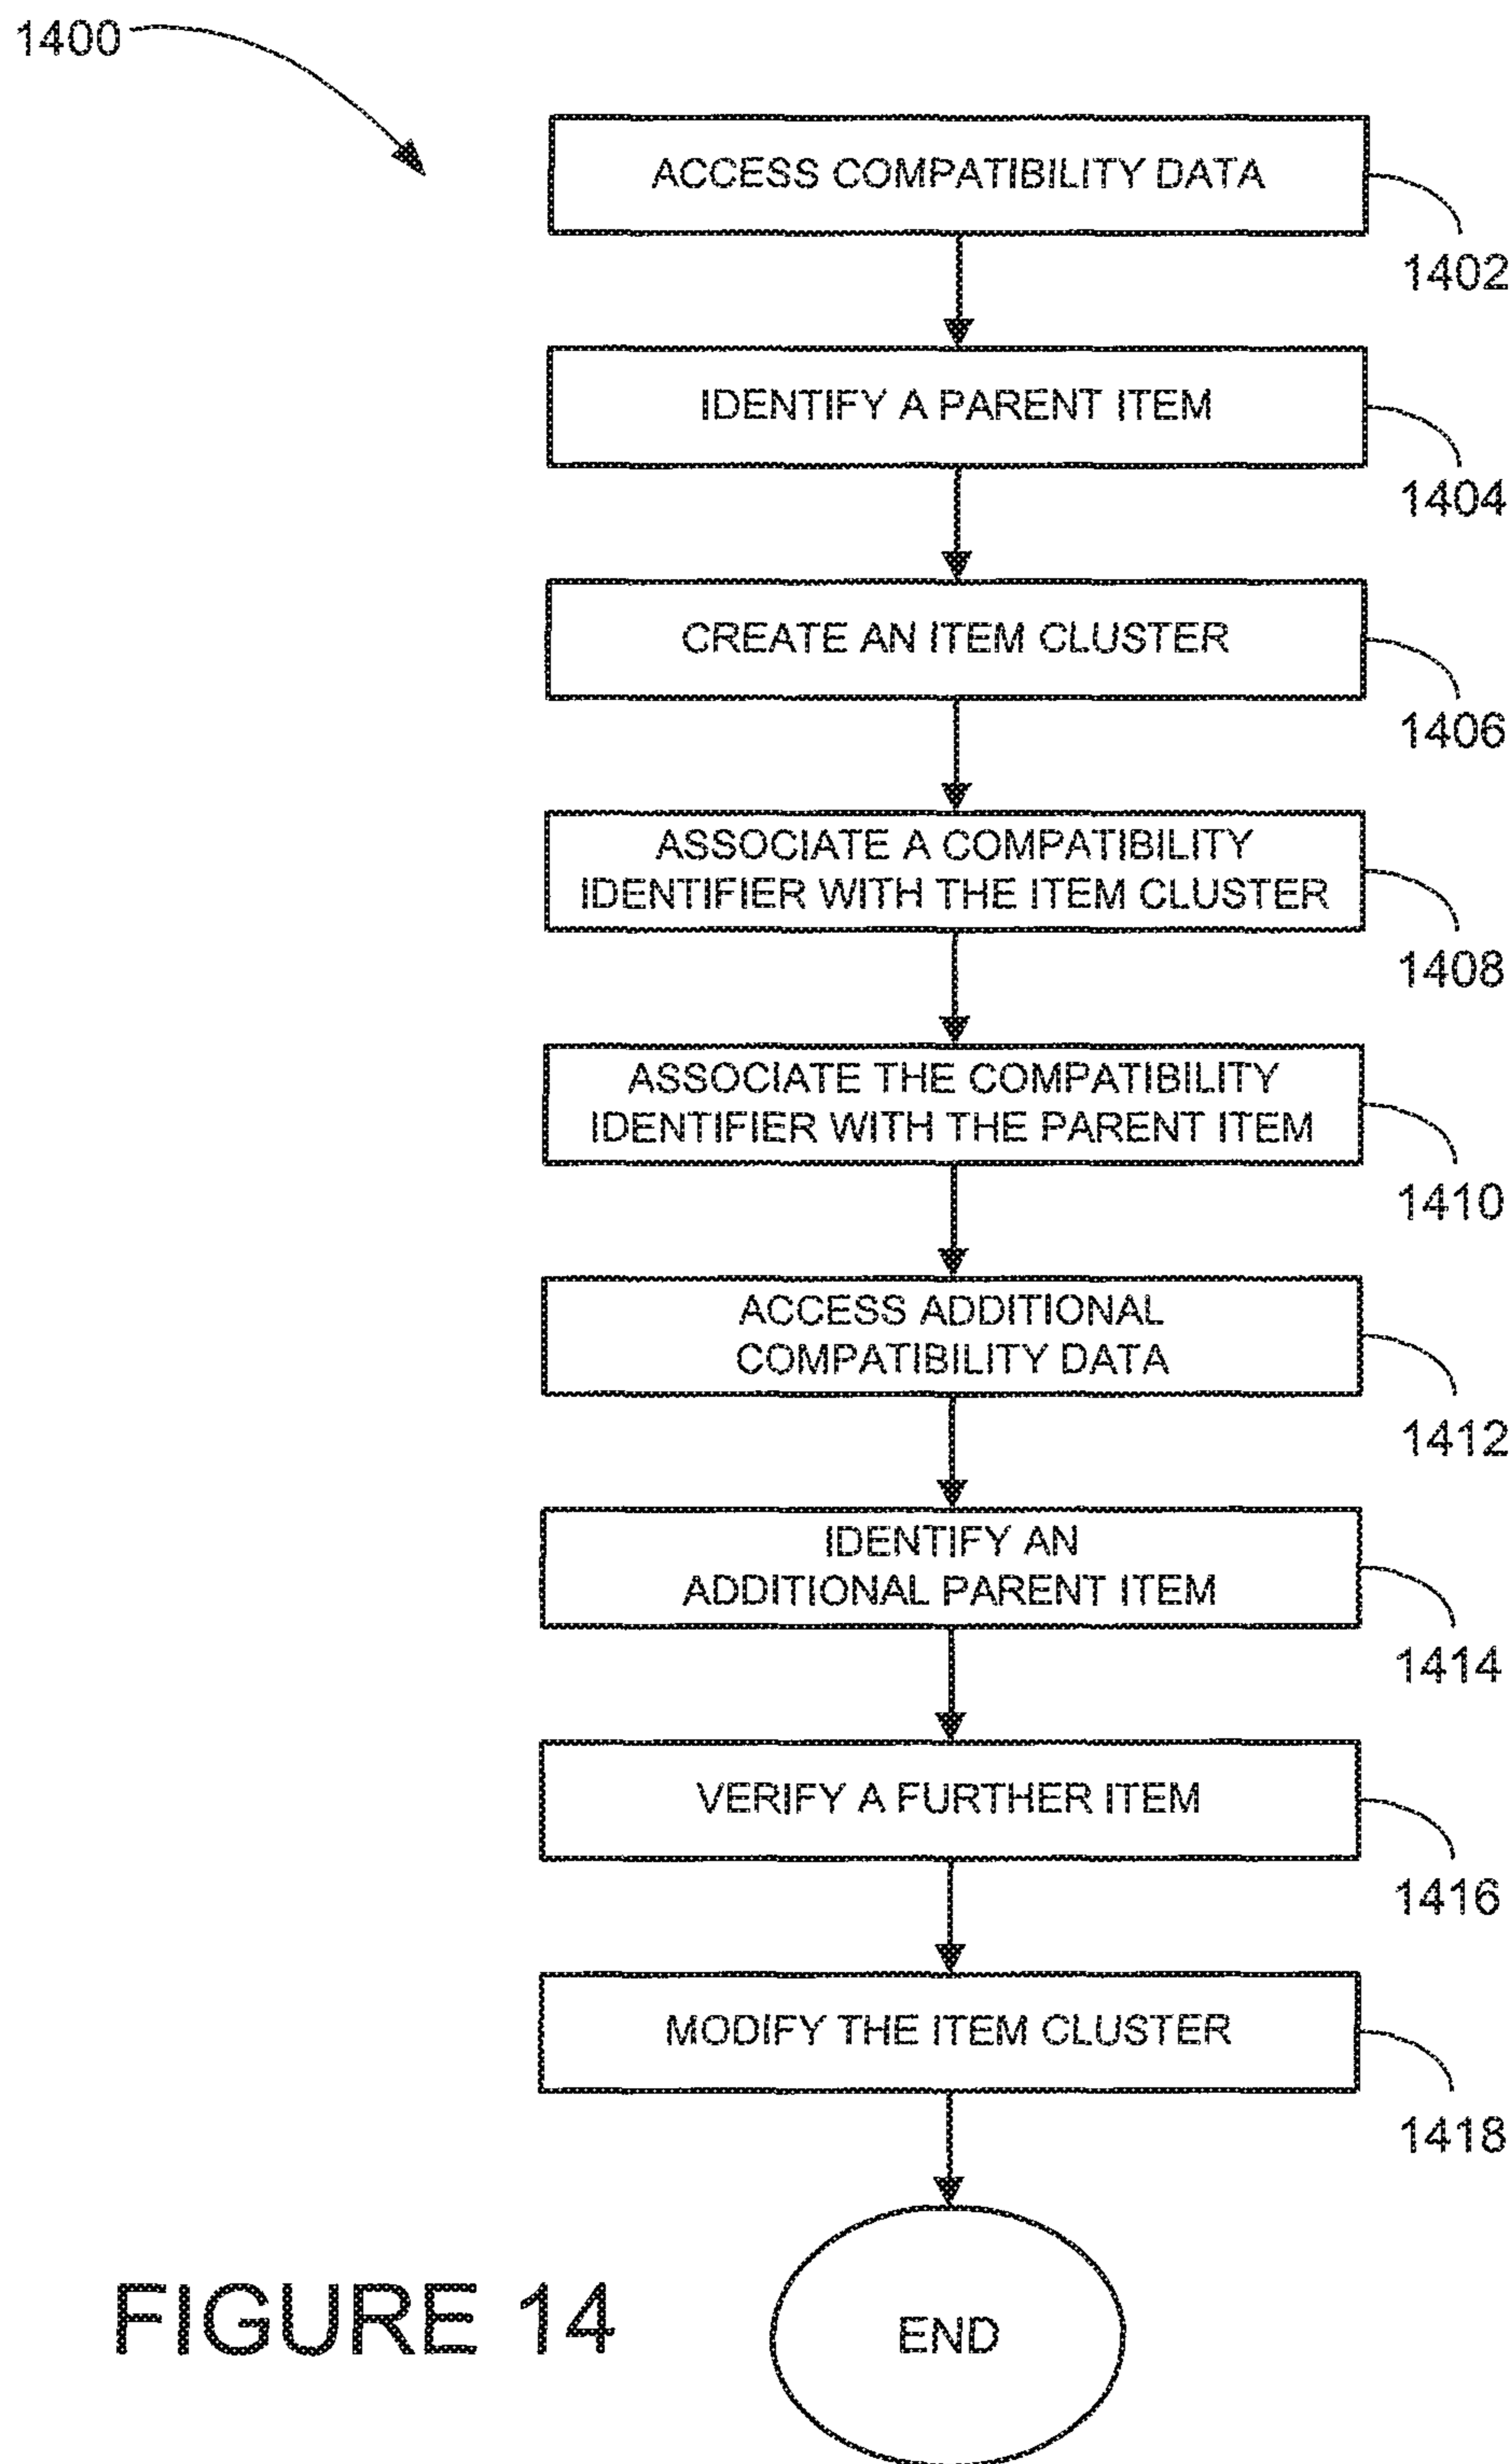 1400
ACCESS COMPATIBILITY DATA
1402
IDENTIFY A PARENT ITEM
1404
CREATE AN ITEM CLUSTER
1406
ASSOCIATE A COMPATIBILITY
IDENTIFIER WITH THE ITEM CLUSTER
1408
ASSOCIATE THE COMPATIBILITY
IDENTIFIER WITH THE PARENT ITEM
1410
ACCESS ADDITIONAL
COMPATIBILITY DATA
1412
IDENTIFY AN
ADDITIONAL PARENT ITEM
1414
VERIFY A FURTHER ITEM
1416
MODIFY THE ITEM CLUSTER
1418
END
FIGURE 14